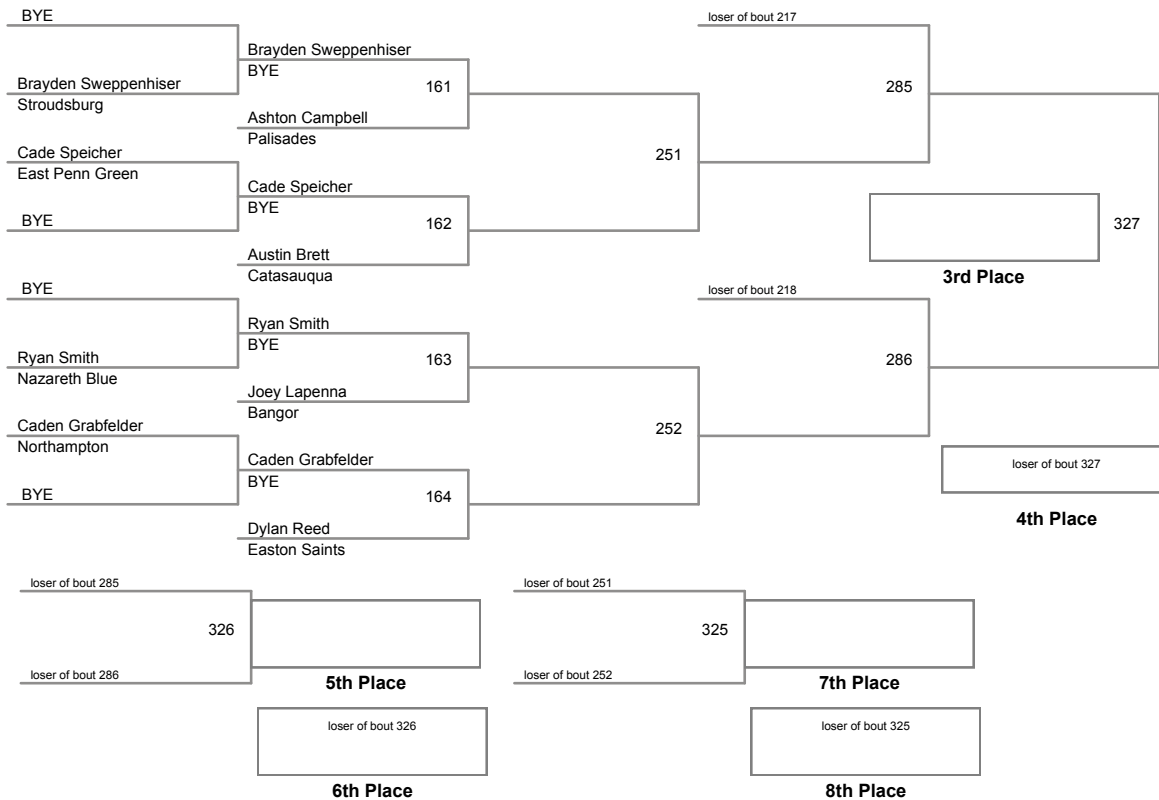 BYE
Brayden Sweppenhiser
Stroudsburg
Cade Speicher
East Penn Green
BYE
BYE
Ryan Smith
Nazareth Blue
Caden Grabfelder
Northampton
BYE
Brayden Sweppenhiser
BYE
161
Ashton Campbell
Palisades
Cade Speicher
BYE
162
Austin Brett
Catasauqua
Ryan Smith
BYE
163
Joey Lapenna
Bangor
Caden Grabfelder
BYE
164
Dylan Reed
Easton Saints
251
252
loser of bout 217
285
loser of bout 218
286
327
3rd Place
loser of bout 327
4th Place
loser of bout 285
326
loser of bout 286
5th Place
loser of bout 326
6th Place
loser of bout 251
325
loser of bout 252
7th Place
loser of bout 325
8th Place